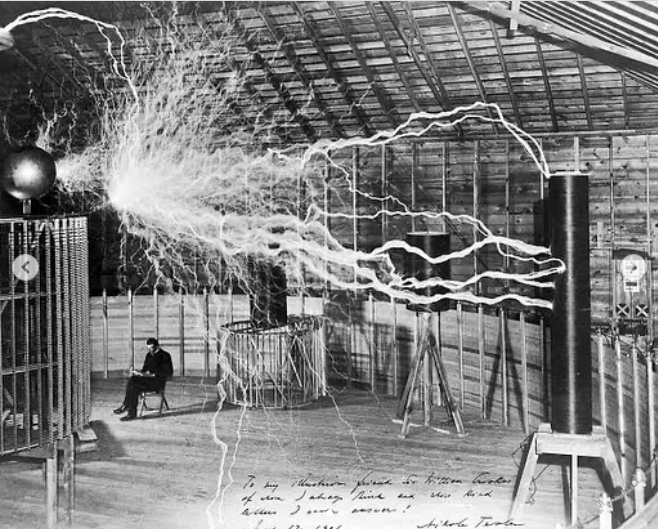 To my illustrious friend Sir William Crookes
of whom I always think and whose kind
letters I never answer!
Nikola Tesla